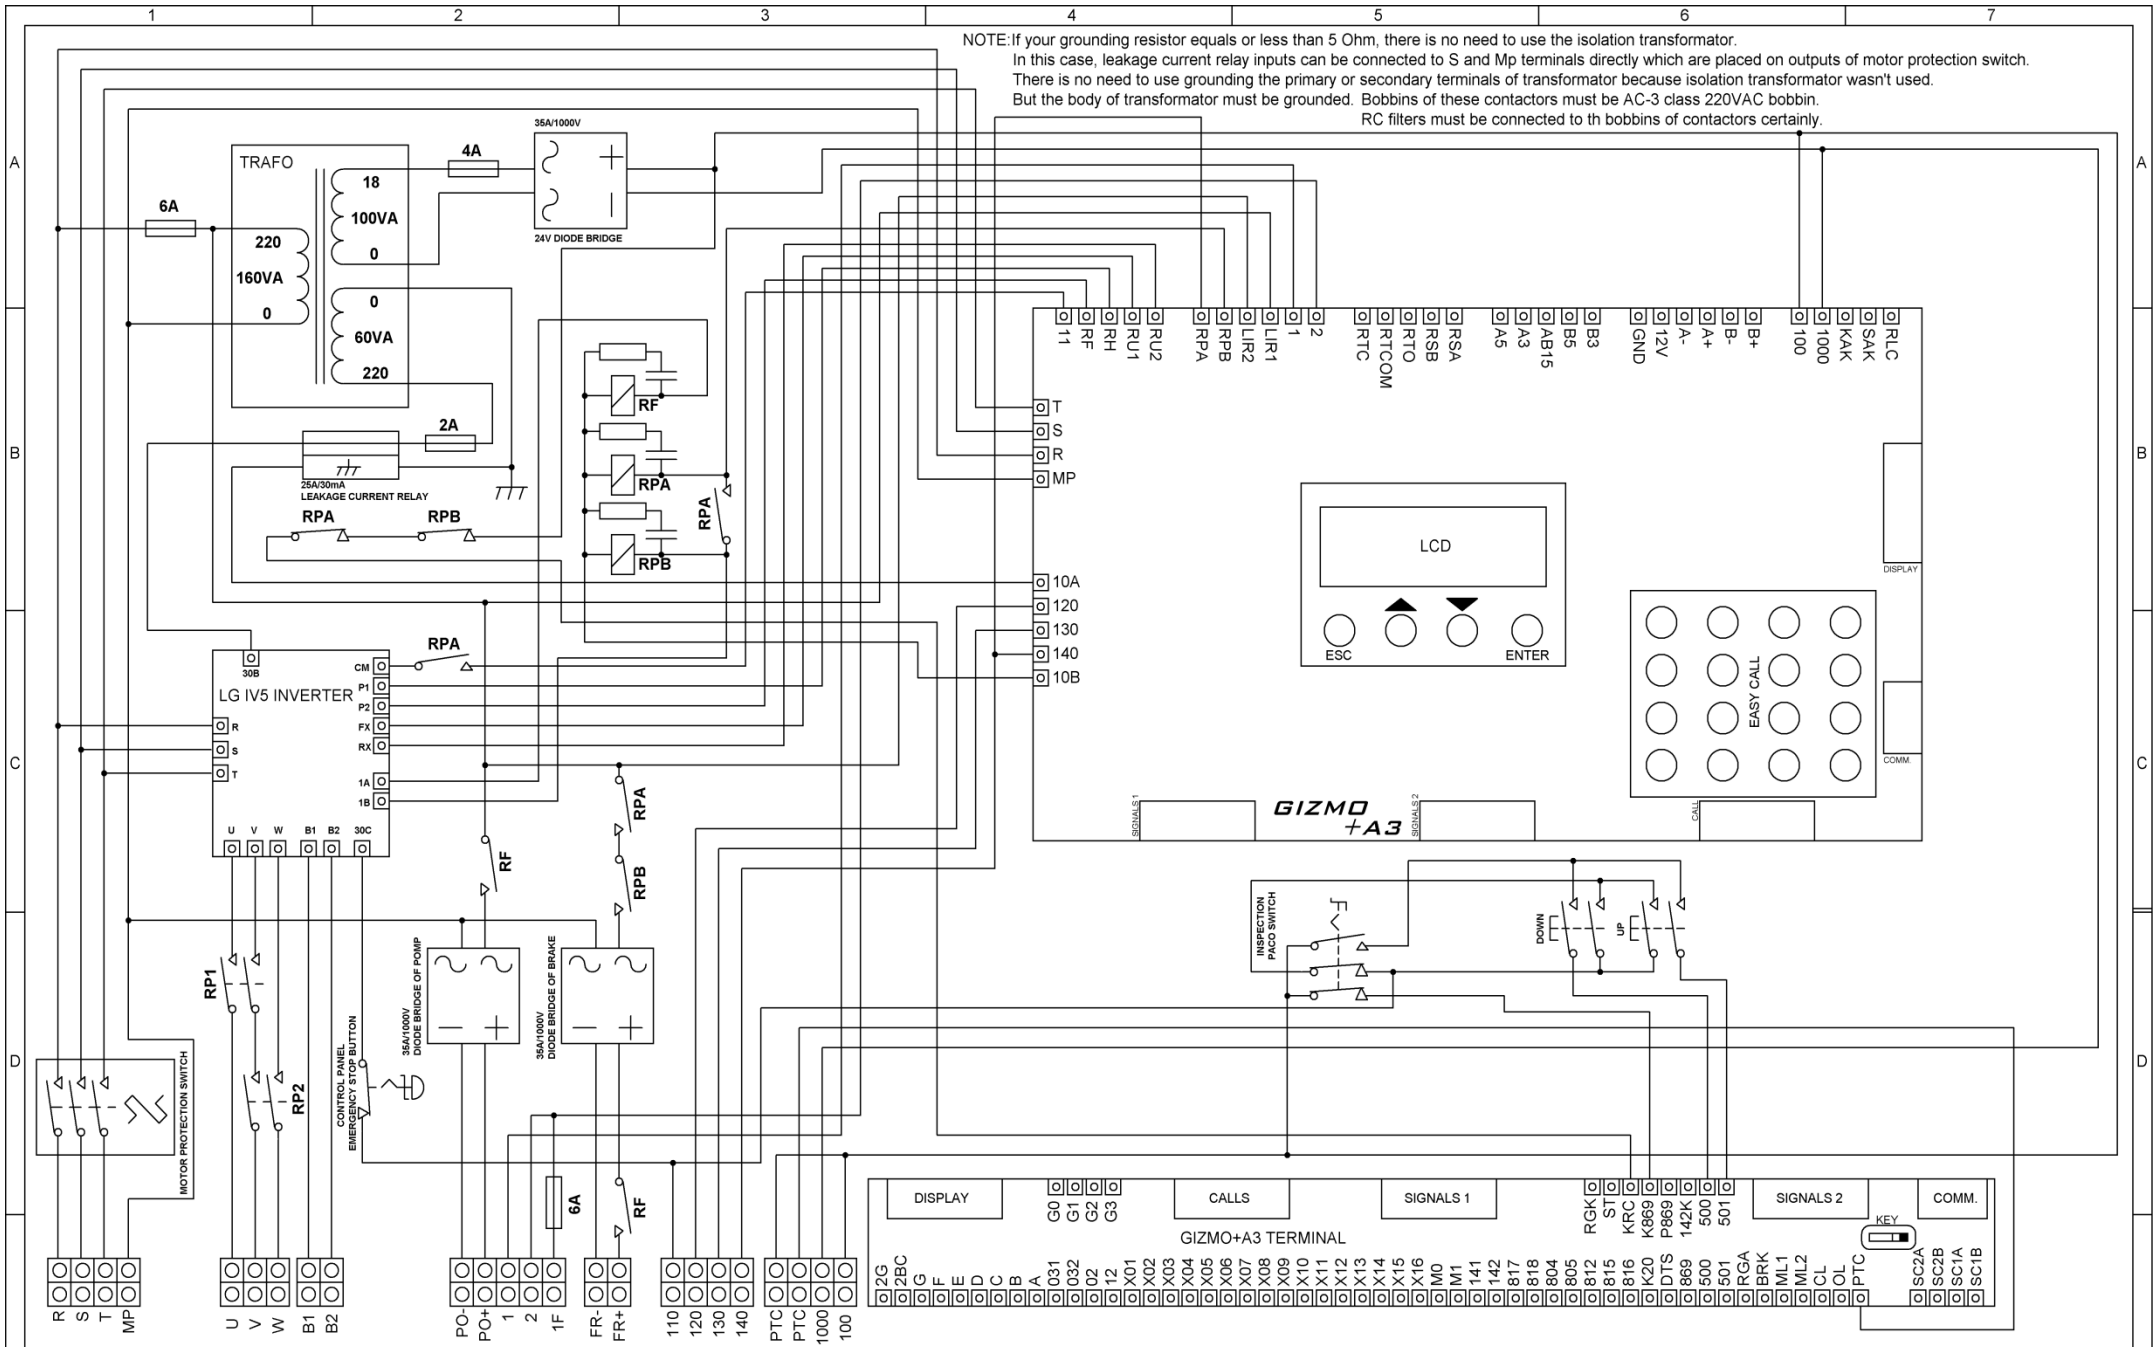 1 2 3 4 5 6 7
NOTE:If your grounding resistor equals or less than 5 Ohm, there is no need to use the isolation transformator.
In this case, leakage current relay inputs can be connected to S and Mp terminals directly which are placed on outputs of motor protection switch.
There is no need to use grounding the primary or secondary terminals of transformator because isolation transformator wasn't used.
But the body of transformator must be grounded. Bobbins of these contactors must be AC-3 class 220VAC bobbin.
RC filters must be connected to th bobbins of contactors certainly.
A
A
B
B
C
C
D
D
TRAFO
6A
220
160VA
0
18
100VA
0
0
60VA
220
4A
35A/1000V
24V DIODE BRIDGE
2A
25A/30mA
LEAKAGE CURRENT RELAY
RPA
RPB
RF
RPA
RPB
RPA
11 RF RH RU1 RU2 RPA RPB LIR2 LIR1 1 2 RTC RTCOM RTO RSB RSA A5 A3 AB15 B5 B3 GND 12V A- A+ B- B+ 100 1000 KAK SAK RLC
T
S
R
MP
10A
120
130
140
10B
LCD
ESC
ENTER
DISPLAY
EASY CALL
COMM.
SIGNALS 1
GIZMO
+A3
SIGNALS 2
CALL
RPA
30B
LG IV5 INVERTER
CM
P1
P2
FX
RX
1A
1B
R
S
T
U V W B1 B2 30C
RF
RPA
RPB
RP1
RP2
MOTOR PROTECTION SWITCH
CONTROL PANEL
EMERGENCY STOP BUTTON
35A/1000V
DIODE BRIDGE OF POMP
35A/1000V
DIODE BRIDGE OF BRAKE
6A
RF
INSPECTION
PACO SWITCH
DOWN
UP
R S T MP
U V W
B1 B2
PO- PO+ 1 2 1F
FR- FR+
110 120 130 140
PTC PTC 1000 100
DISPLAY
G0 G1 G2 G3
CALLS
SIGNALS 1
RGK ST KRC K869 P869 142K 500 501
SIGNALS 2
COMM.
GIZMO+A3 TERMINAL
KEY
2G 2BC G F E D C B A 031 032 02 12 X01 X02 X03 X04 X05 X06 X07 X08 X09 X10 X11 X12 X13 X14 X15 X16 M0 M1 141 142 817 818 804 805 812 815 816 K20 DTS 869 500 501 RGA BRK ML1 ML2 CL OL PTC SC2A SC2B SC1A SC1B